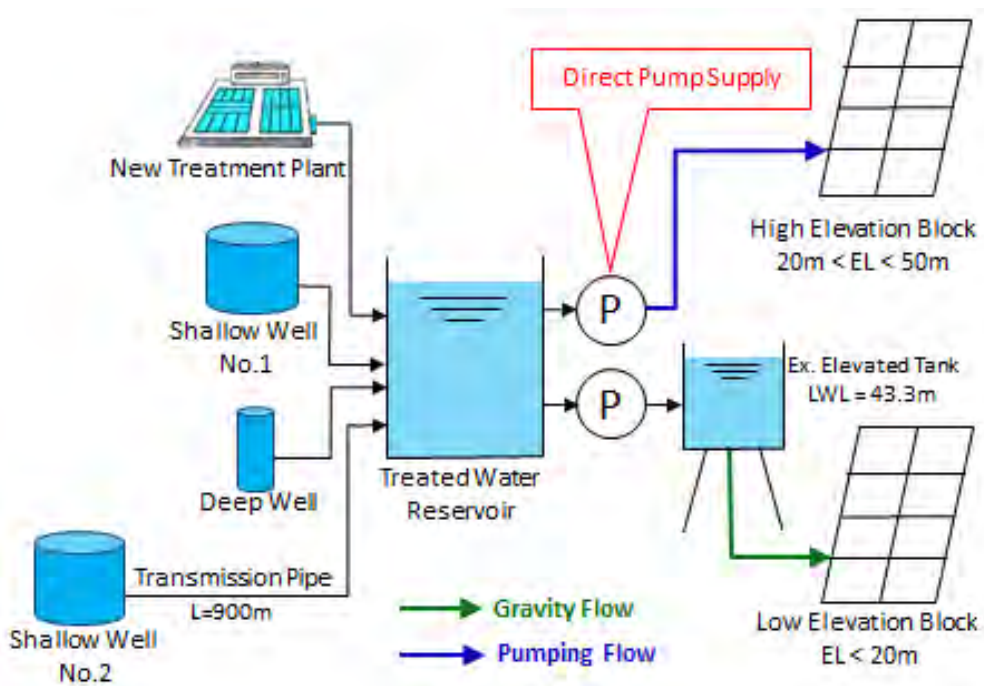 Direct Pump Supply
New Treatment Plant
High Elevation Block
20m < EL < 50m
Shallow Well
No.1
P
Ex. Elevated Tank
LWL = 43.3m
P
Deep Well
Treated Water
Reservoir
Transmission Pipe
L=900m
Shallow Well
No.2
Gravity Flow
Pumping Flow
Low Elevation Block
EL < 20m